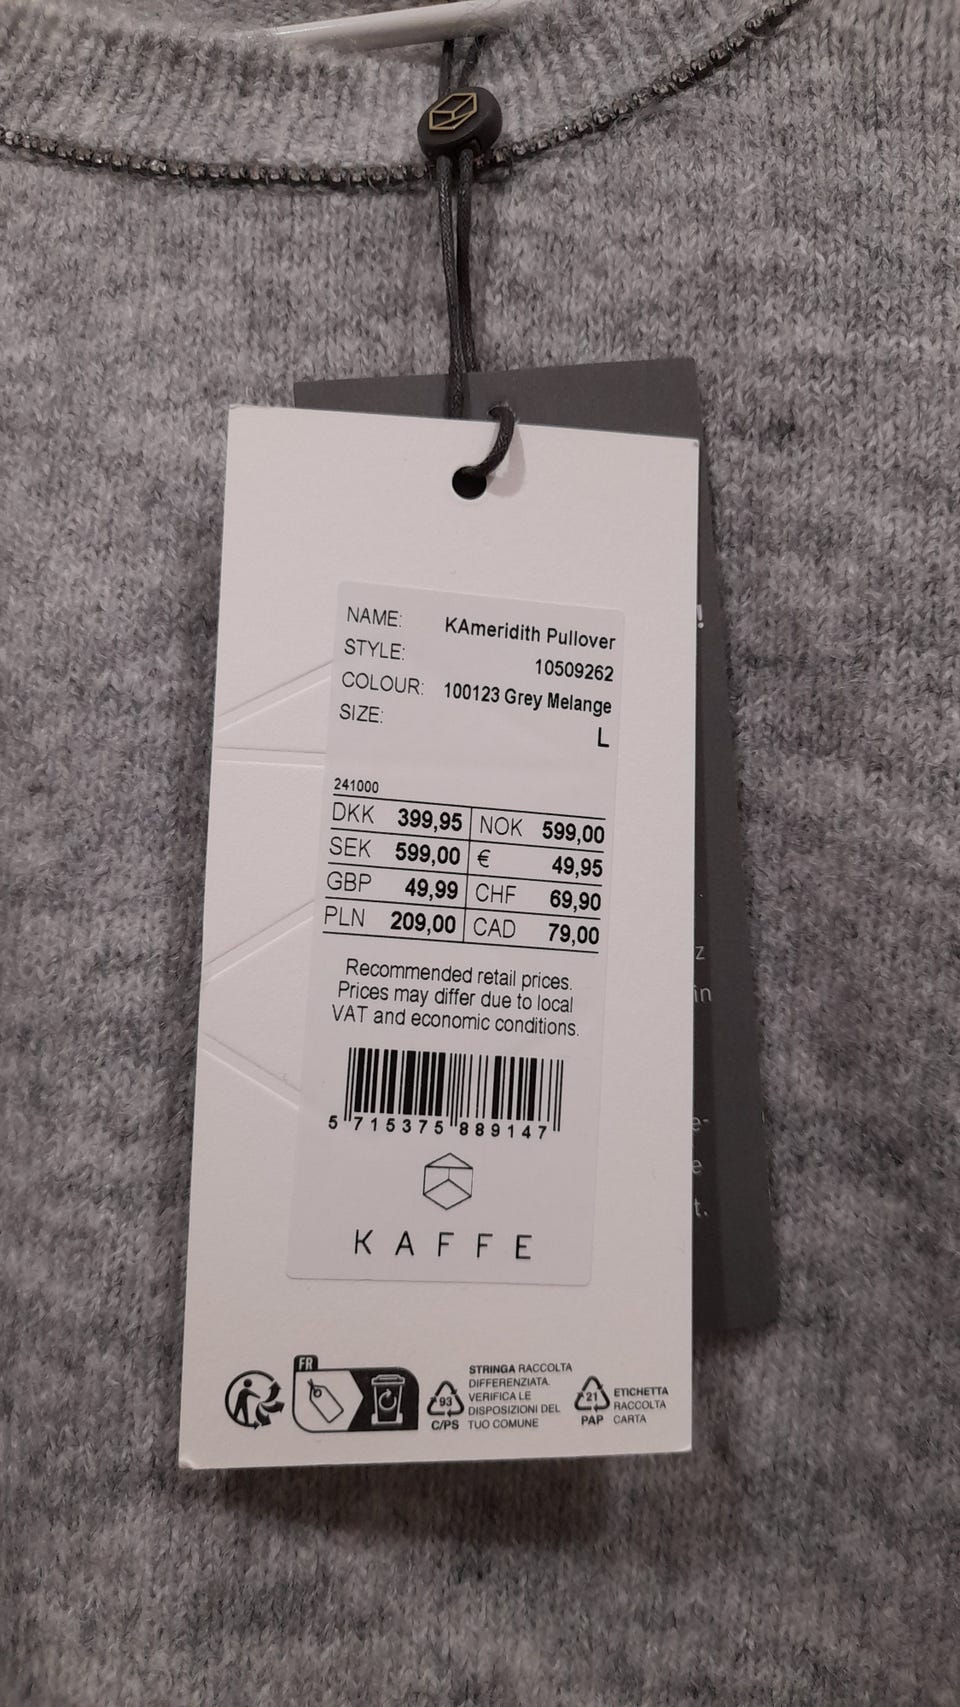 NAME: KAmeridith Pullover
STYLE: 10509262
COLOUR: 100123 Grey Melange
SIZE: L
241000
DKK 399,95 NOK 599,00
SEK 599,00 € 49,95
GBP 49,99 CHF 69,90
PLN 209,00 CAD 79,00
Recommended retail prices.
Prices may differ due to local
VAT and economic conditions.
5 715375 889147
KAFFE
FR
93
C/PS
STRINGA RACCOLTA
DIFFERENZIATA.
VERIFICA LE
DISPOSIZIONI DEL
TUO COMUNE
21
PAP
ETICHETTA
RACCOLTA
CARTA
!
z
in
e-
e
t.